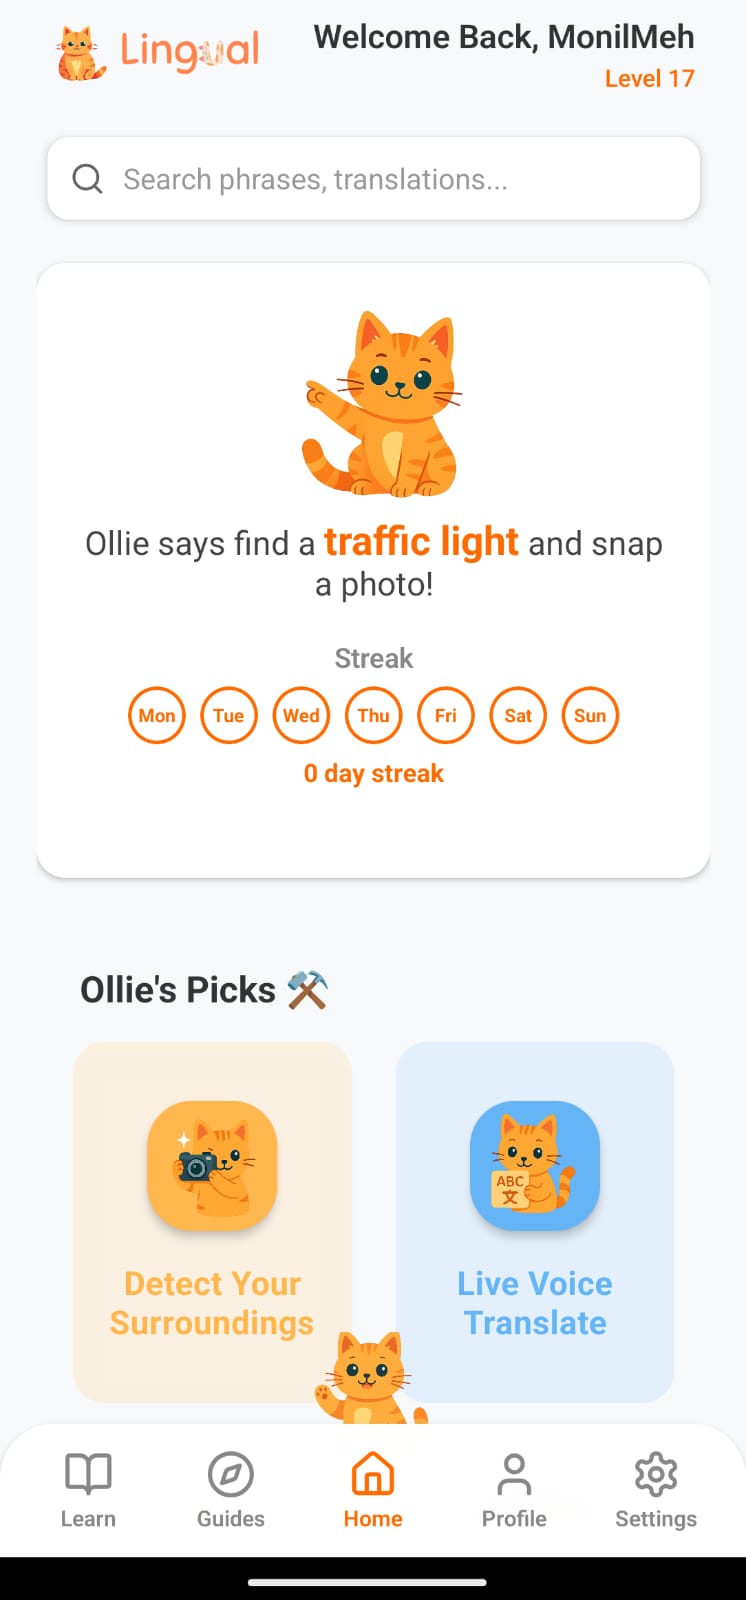 Lingual
Welcome Back, MonilMeh
Level 17
Search phrases, translations...
Ollie says find a traffic light and snap
a photo!
Streak
Mon Tue Wed Thu Fri Sat Sun
0 day streak
Ollie's Picks
ABC
文
Detect Your
Surroundings
Live Voice
Translate
Learn Guides Home Profile Settings